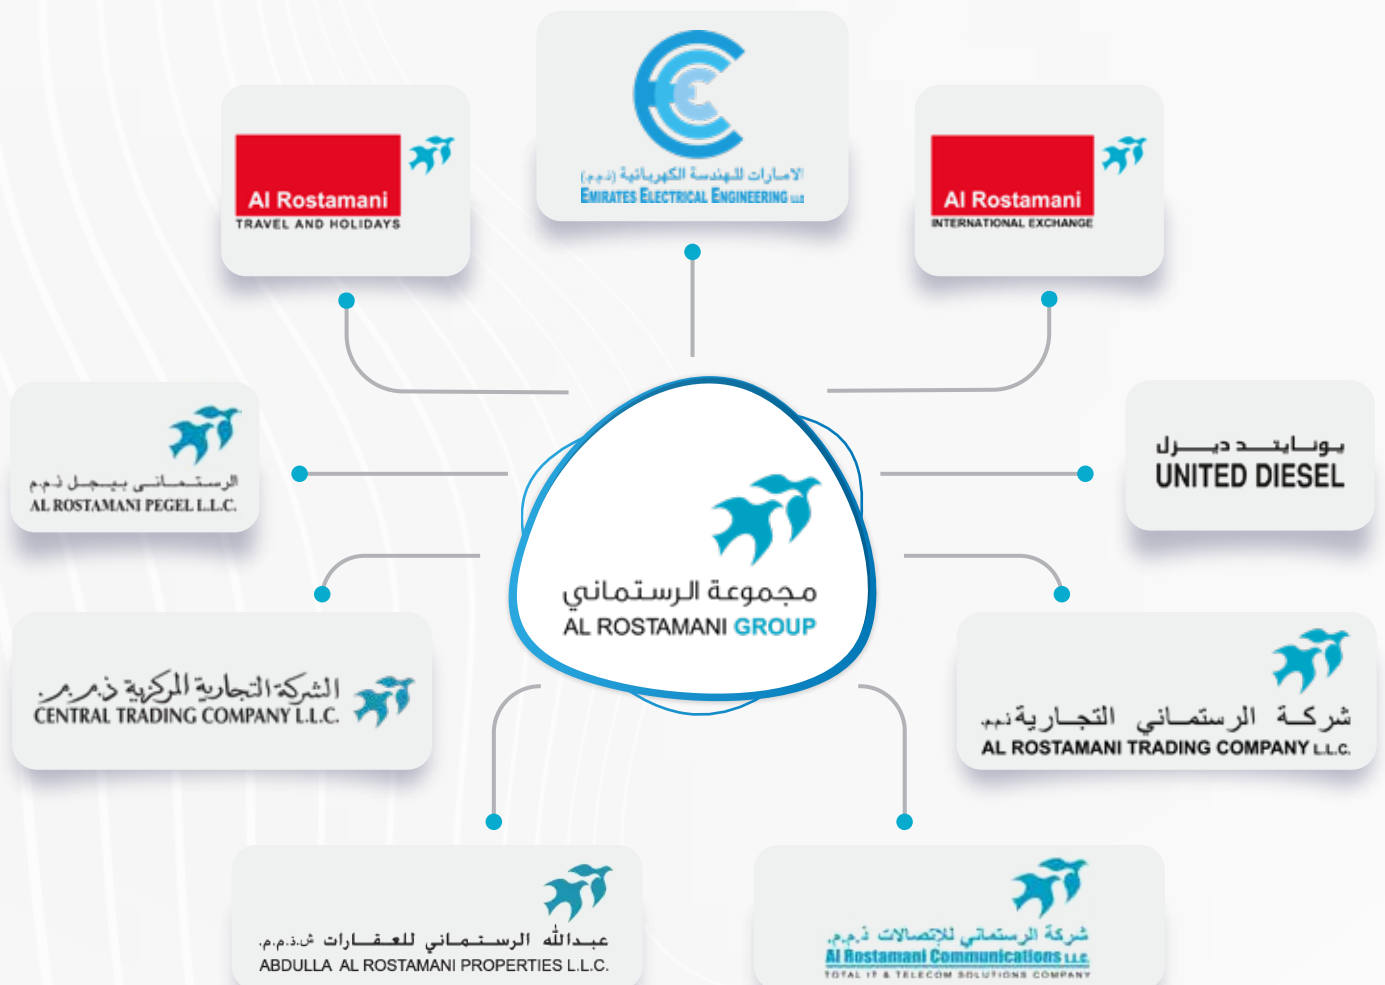 الامارات للهندسة الكهربائية (ذ.م.م)
EMIRATES ELECTRICAL ENGINEERING LLC
Al Rostamani
TRAVEL AND HOLIDAYS
Al Rostamani
INTERNATIONAL EXCHANGE
الرستمانى بيجل ذ.م.م
AL ROSTAMANI PEGEL L.L.C.
مجموعة الرستماني
AL ROSTAMANI GROUP
يونايتد ديزل
UNITED DIESEL
الشركة التجارية المركزية ذ.م.م.
CENTRAL TRADING COMPANY L.L.C.
شركة الرستماني التجارية ذ.م.م.
AL ROSTAMANI TRADING COMPANY L.L.C.
عبدالله الرستماني للعقارات ش.ذ.م.م.
ABDULLA AL ROSTAMANI PROPERTIES L.L.C.
شركة الرستماني للإتصالات ذ.م.م.
Al Rostamani Communications L.L.C.
TOTAL IT & TELECOM SOLUTIONS COMPANY